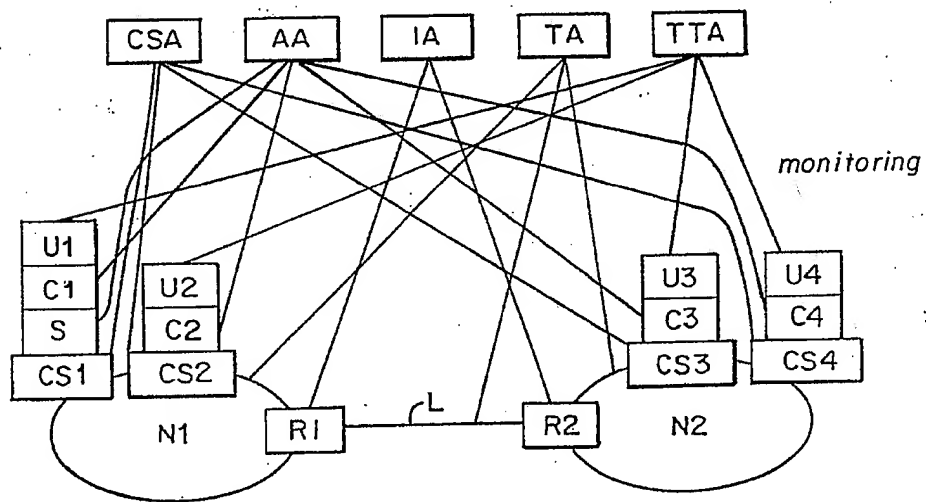 CSA AA IA TA TTA
monitoring
U1
C1
S
CS1
U2
C2
CS2
U3
C3
CS3
U4
C4
CS4
N1
R1
L
R2
N2